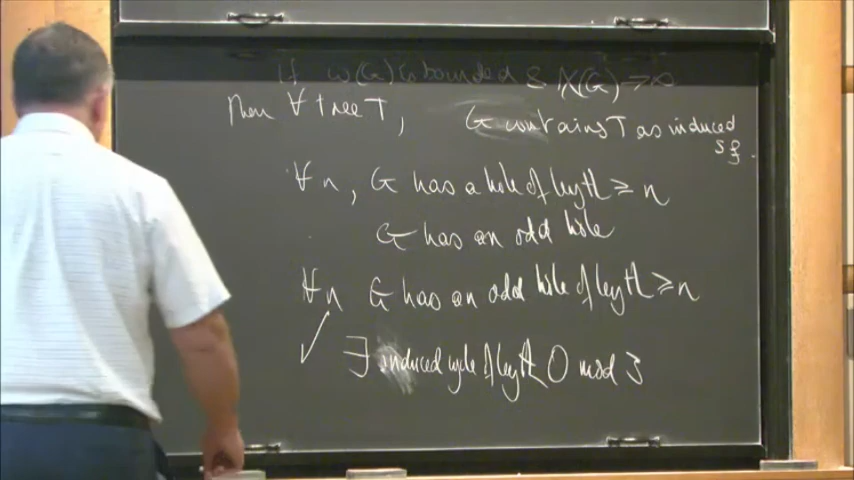 If ω(G) is bounded & χ(G) → ∞
Then ∀ tree T, G contains T as induced
sg.
∀ n, G has a hole of length ≥ n
G has an odd hole
∀ n G has an odd hole of length ≥ n
✓ ∃ induced cycle of length 0 mod 3